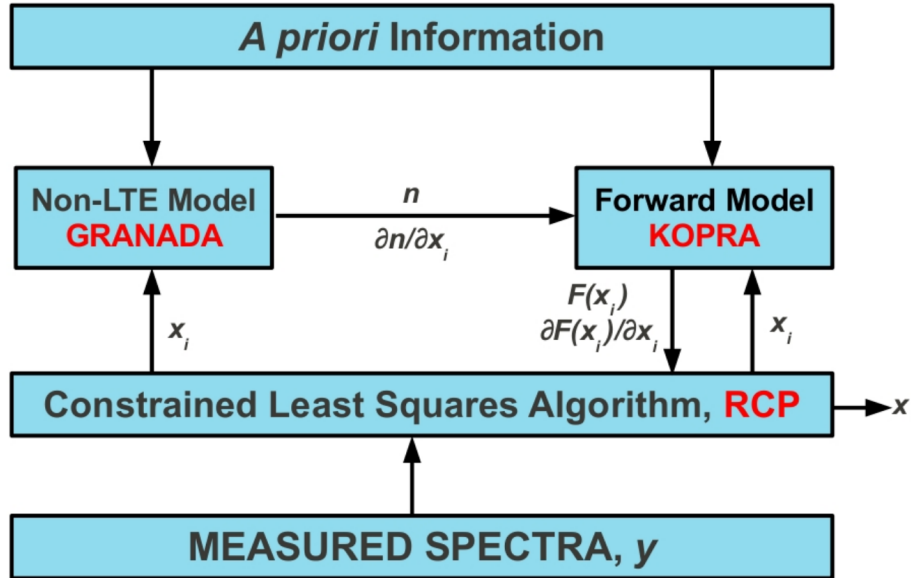 A priori Information
Non-LTE Model
GRANADA
n
∂n/∂xᵢ
Forward Model
KOPRA
xᵢ
F(xᵢ)
∂F(xᵢ)/∂xᵢ
xᵢ
Constrained Least Squares Algorithm, RCP
x
MEASURED SPECTRA, y